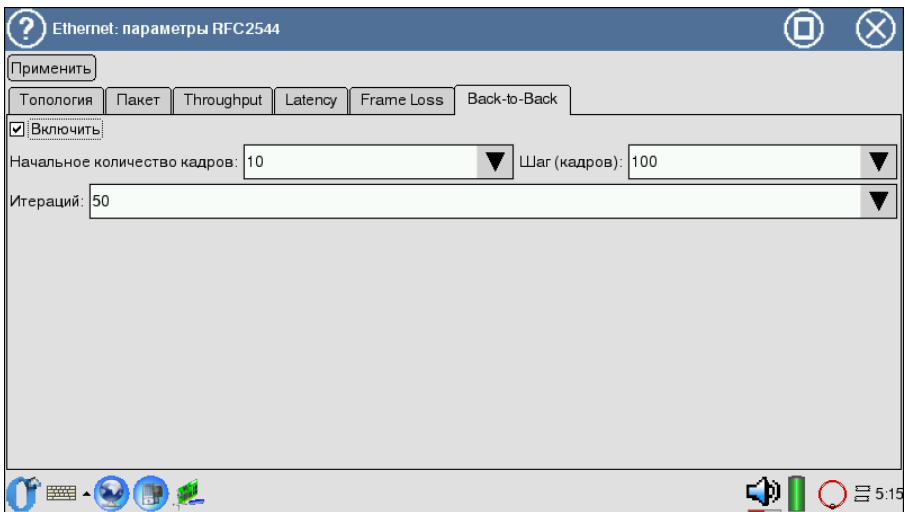 Ethernet: параметры RFC2544
Применить
Топология Пакет Throughput Latency Frame Loss Back-to-Back
Включить
Начальное количество кадров: 10 Шаг (кадров): 100
Итераций: 50
5:15